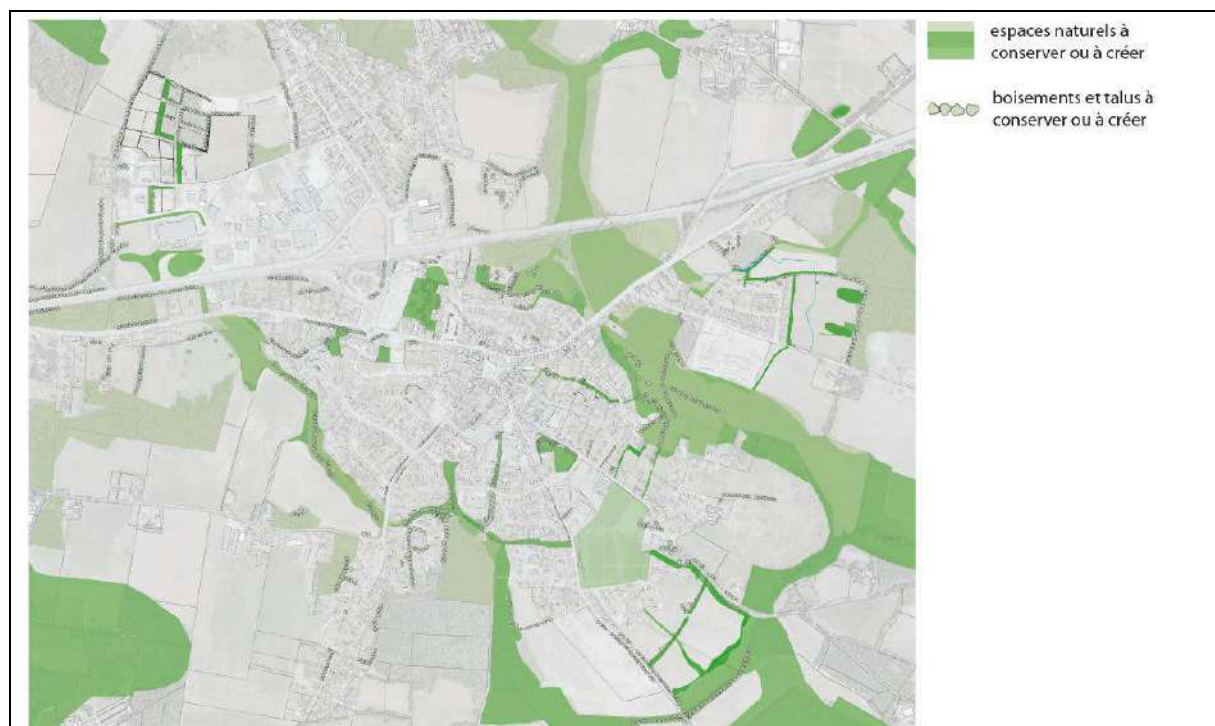 espaces naturels à
conserver ou à créer
boisements et talus à
conserver ou à créer